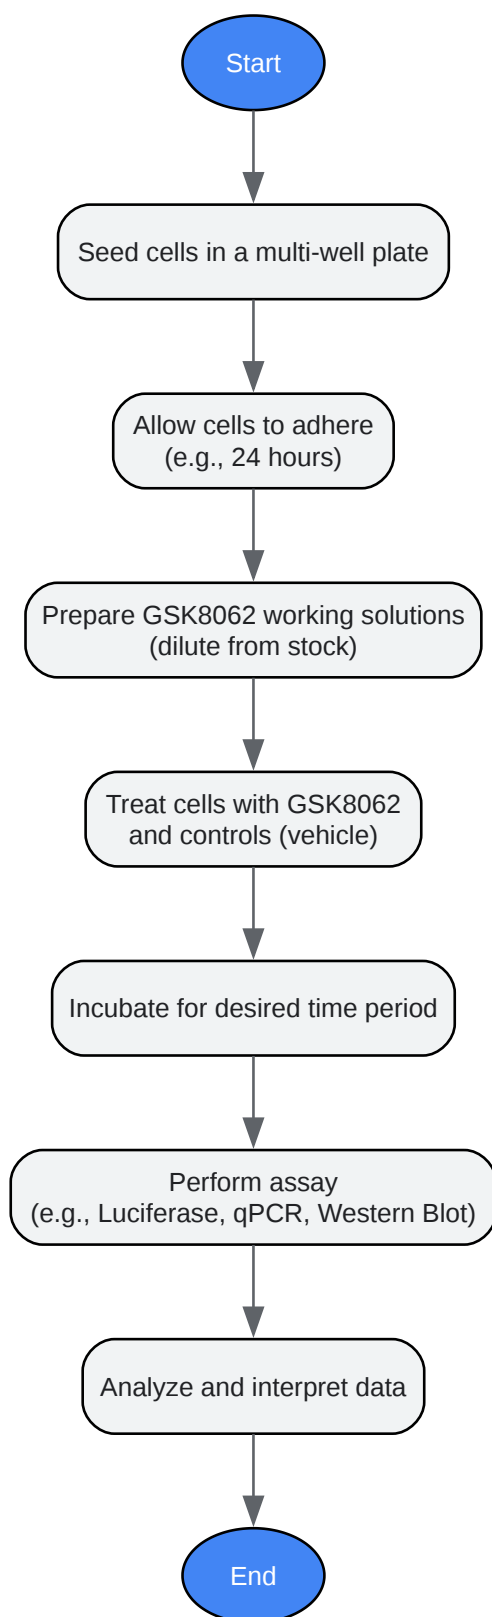 Start
Seed cells in a multi-well plate
Allow cells to adhere
(e.g., 24 hours)
Prepare GSK8062 working solutions
(dilute from stock)
Treat cells with GSK8062
and controls (vehicle)
Incubate for desired time period
Perform assay
(e.g., Luciferase, qPCR, Western Blot)
Analyze and interpret data
End